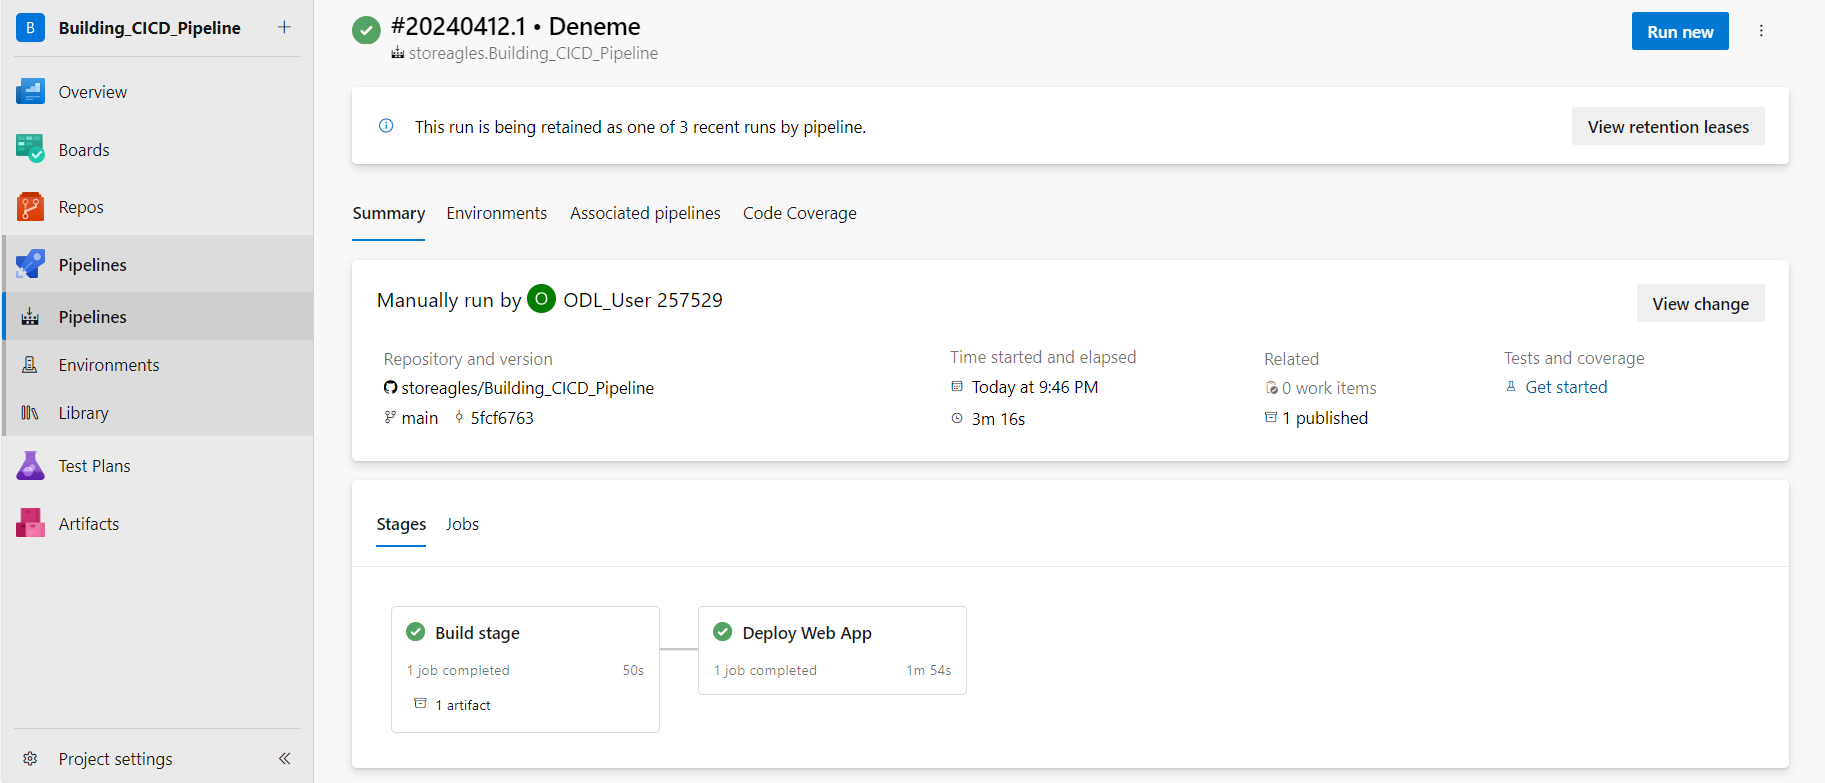 B Building_CICD_Pipeline +
Overview
Boards
Repos
Pipelines
Pipelines
Environments
Library
Test Plans
Artifacts
Project settings
#20240412.1 • Deneme
storeagles.Building_CICD_Pipeline
Run new
This run is being retained as one of 3 recent runs by pipeline.
View retention leases
Summary Environments Associated pipelines Code Coverage
Manually run by O ODL_User 257529
View change
Repository and version
storeagles/Building_CICD_Pipeline
main 5fcf6763
Time started and elapsed
Today at 9:46 PM
3m 16s
Related
0 work items
1 published
Tests and coverage
Get started
Stages Jobs
Build stage
1 job completed 50s
1 artifact
Deploy Web App
1 job completed 1m 54s